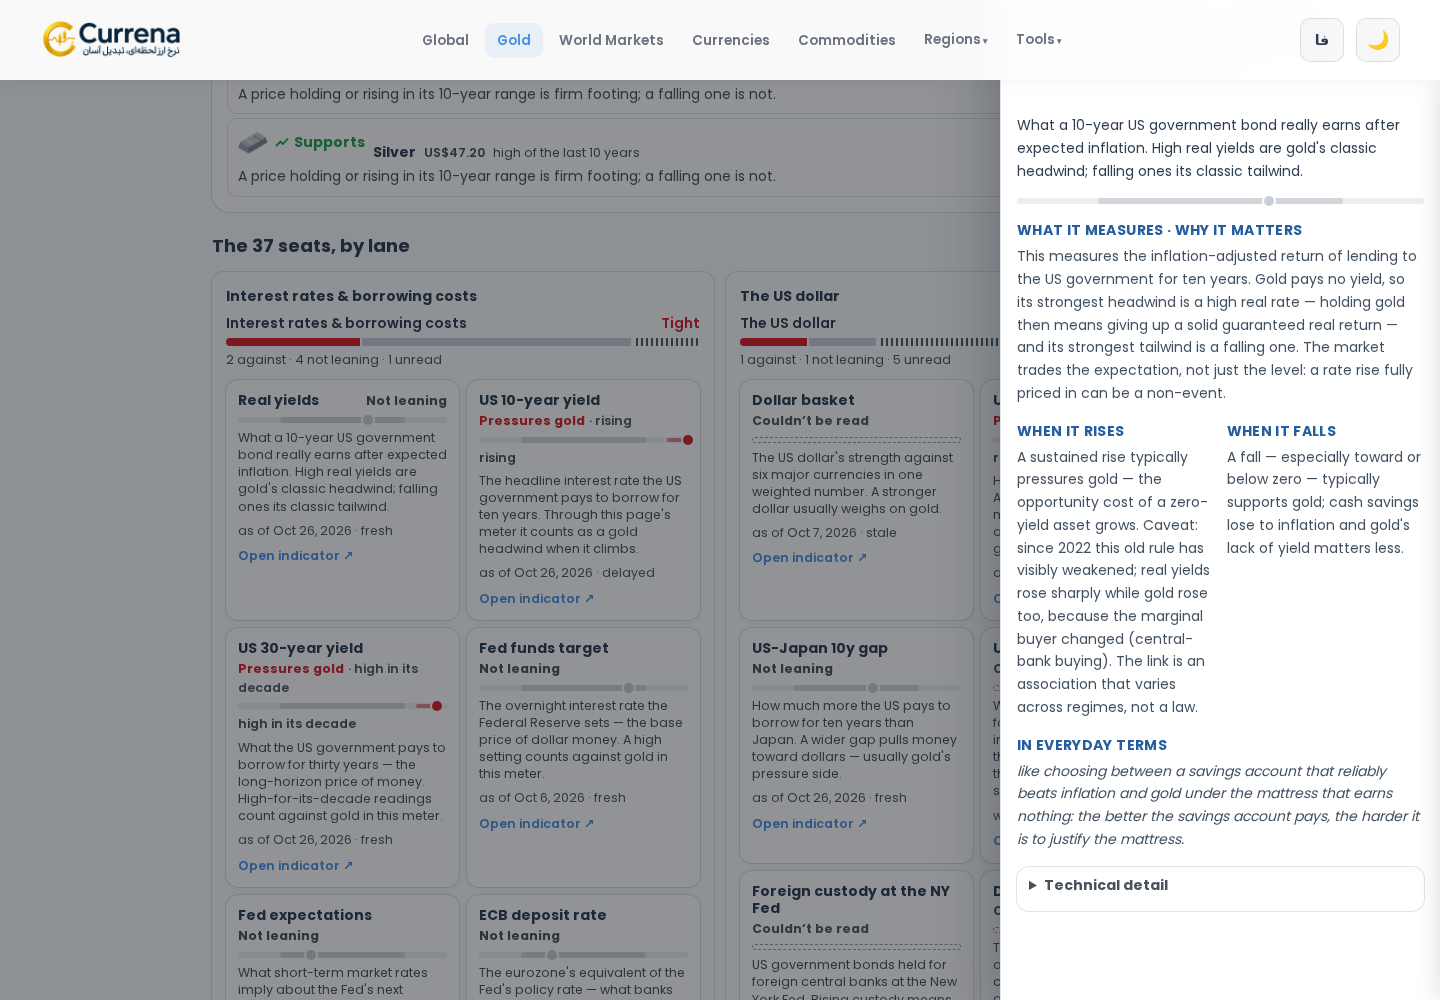 Currena
نرخ ارز لحظه‌ای، تبدیل آسان
Global
Gold
World Markets
Currencies
Commodities
Regions ▾
Tools ▾
فا
A price holding or rising in its 10-year range is firm footing; a falling one is not.
Supports
Silver US$47.20 high of the last 10 years
A price holding or rising in its 10-year range is firm footing; a falling one is not.
The 37 seats, by lane
Interest rates & borrowing costs
Interest rates & borrowing costs Tight
2 against · 4 not leaning · 1 unread
Real yields Not leaning
What a 10-year US government
bond really earns after expected
inflation. High real yields are
gold's classic headwind; falling
ones its classic tailwind.
as of Oct 26, 2026 · fresh
Open indicator ↗
US 10-year yield
Pressures gold · rising
rising
The headline interest rate the US
government pays to borrow for
ten years. Through this page's
meter it counts as a gold
headwind when it climbs.
as of Oct 26, 2026 · delayed
Open indicator ↗
US 30-year yield
Pressures gold · high in its
decade
high in its decade
What the US government pays to
borrow for thirty years — the
long-horizon price of money.
High-for-its-decade readings
count against gold in this meter.
as of Oct 26, 2026 · fresh
Open indicator ↗
Fed funds target
Not leaning
The overnight interest rate the
Federal Reserve sets — the base
price of dollar money. A high
setting counts against gold in
this meter.
as of Oct 6, 2026 · fresh
Open indicator ↗
Fed expectations
Not leaning
What short-term market rates
imply about the Fed's next
ECB deposit rate
Not leaning
The eurozone's equivalent of the
Fed's policy rate — what banks
The US dollar
The US dollar
1 against · 1 not leaning · 5 unread
Dollar basket
Couldn't be read
The US dollar's strength against
six major currencies in one
weighted number. A stronger
dollar usually weighs on gold.
as of Oct 7, 2026 · stale
Open indicator ↗
US-Japan 10y gap
Not leaning
How much more the US pays to
borrow for ten years than
Japan. A wider gap pulls money
toward dollars — usually gold's
pressure side.
as of Oct 26, 2026 · fresh
Open indicator ↗
Foreign custody at the NY
Fed
Couldn't be read
US government bonds held for
foreign central banks at the New
York Fed. Rising custody means
What a 10-year US government bond really earns after
expected inflation. High real yields are gold's classic
headwind; falling ones its classic tailwind.
WHAT IT MEASURES · WHY IT MATTERS
This measures the inflation-adjusted return of lending to
the US government for ten years. Gold pays no yield, so
its strongest headwind is a high real rate — holding gold
then means giving up a solid guaranteed real return —
and its strongest tailwind is a falling one. The market
trades the expectation, not just the level: a rate rise fully
priced in can be a non-event.
WHEN IT RISES
A sustained rise typically
pressures gold — the
opportunity cost of a zero-
yield asset grows. Caveat:
since 2022 this old rule has
visibly weakened; real yields
rose sharply while gold rose
too, because the marginal
buyer changed (central-
bank buying). The link is an
association that varies
across regimes, not a law.
WHEN IT FALLS
A fall — especially toward or
below zero — typically
supports gold; cash savings
lose to inflation and gold's
lack of yield matters less.
IN EVERYDAY TERMS
like choosing between a savings account that reliably
beats inflation and gold under the mattress that earns
nothing: the better the savings account pays, the harder it
is to justify the mattress.
Technical detail